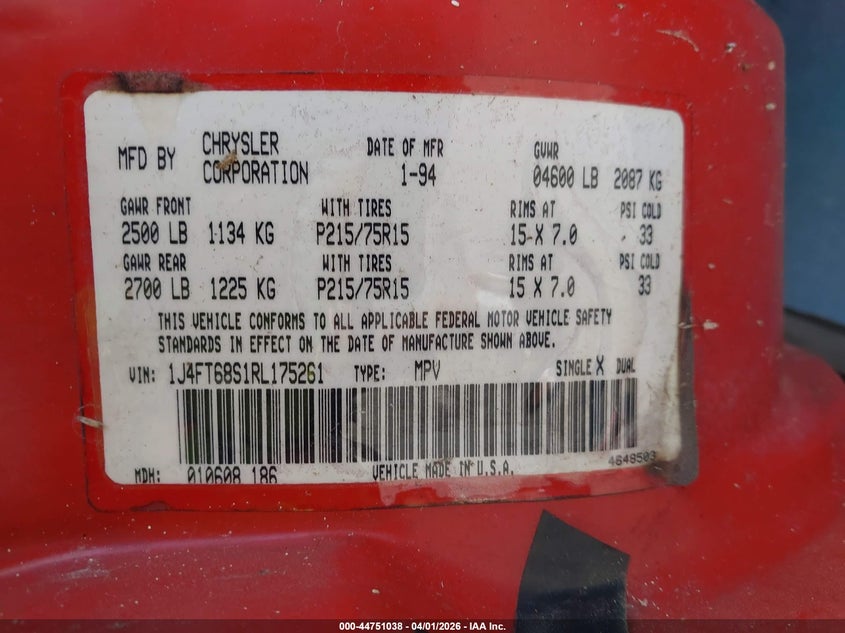 MFD BY CHRYSLER CORPORATION DATE OF MFR 1-94 GVWR 04600 LB 2087 KG
GAWR FRONT WITH TIRES RIMS AT PSI COLD
2500 LB 1134 KG P215/75R15 15 X 7.0 33
GAWR REAR WITH TIRES RIMS AT PSI COLD
2700 LB 1225 KG P215/75R15 15 X 7.0 33
THIS VEHICLE CONFORMS TO ALL APPLICABLE FEDERAL MOTOR VEHICLE SAFETY
STANDARDS IN EFFECT ON THE DATE OF MANUFACTURE SHOWN ABOVE.
VIN: 1J4FT68S1RL175261 TYPE: MPV SINGLE X DUAL
MDH: 010608 186 VEHICLE MADE IN U.S.A. 4648503
000-44751038 - 04/01/2026 - IAA Inc.